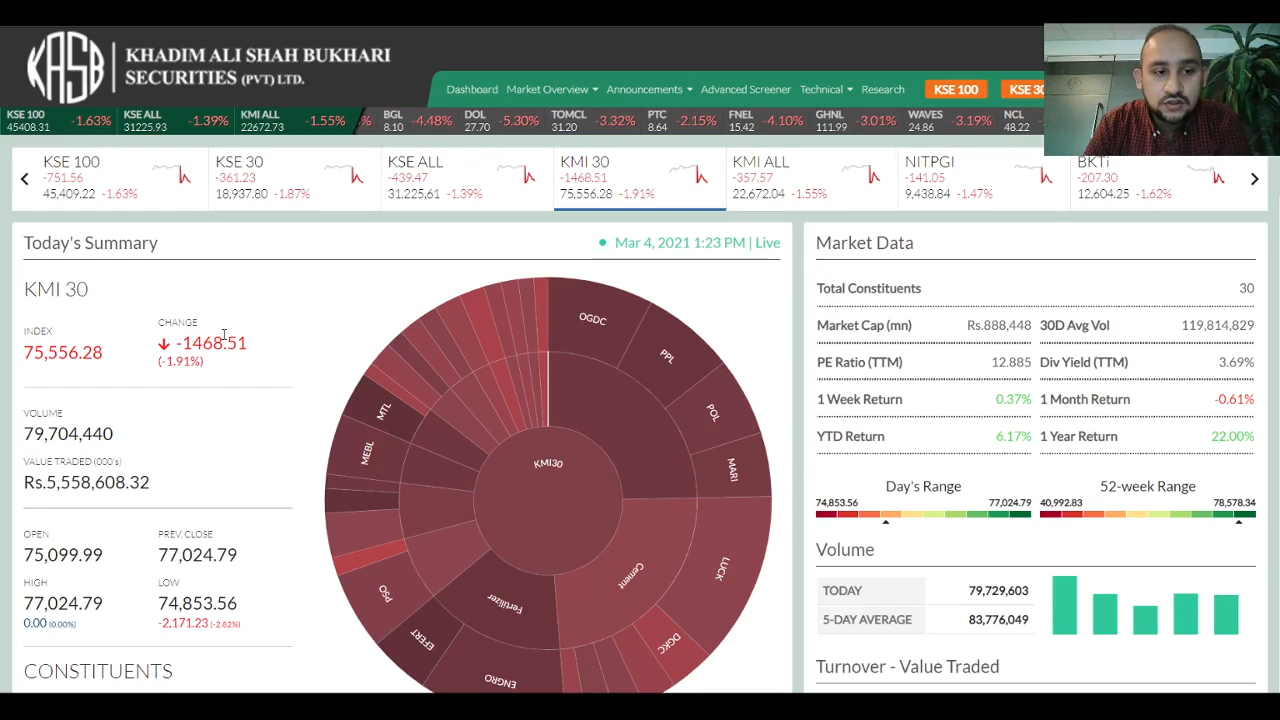 KASB
KHADIM ALI SHAH BUKHARI
SECURITIES (PVT) LTD.
Dashboard Market Overview Announcements Advanced Screener Technical Research KSE 100 KSE 30
KSE 100 45408.31 -1.63%
KSE ALL 31225.93 -1.39%
KMI ALL 22672.73 -1.55%
%
BGL 8.10 -4.48%
DOL 27.70 -5.30%
TOMCL 31.20 -3.32%
PTC 8.64 -2.15%
FNEL 15.42 -4.10%
GHNL 111.99 -3.01%
WAVES 24.86 -3.19%
NCL 48.22
KSE 100
-751.56
45,409.22 -1.63%
KSE 30
-361.23
18,937.80 -1.87%
KSE ALL
-439.47
31,225.61 -1.39%
KMI 30
-1468.51
75,556.28 -1.91%
KMI ALL
-357.57
22,672.04 -1.55%
NITPGI
-141.05
9,438.84 -1.47%
BKTi
-207.30
12,604.25 -1.62%
Today's Summary
Mar 4, 2021 1:23 PM | Live
KMI 30
INDEX
75,556.28
CHANGE
-1468.51
(-1.91%)
VOLUME
79,704,440
VALUE TRADED (000's)
Rs.5,558,608.32
OPEN
75,099.99
PREV. CLOSE
77,024.79
HIGH
77,024.79
0.00 (0.00%)
LOW
74,853.56
-2,171.23 (-2.82%)
CONSTITUENTS
OGDC
PPL
POL
MARI
LUCK
DGKC
ENGRO
EFERT
PSO
MEBL
MTL
KMI30
Cement
Fertilizer
Market Data
Total Constituents 30
Market Cap (mn) Rs.888,448 30D Avg Vol 119,814,829
PE Ratio (TTM) 12.885 Div Yield (TTM) 3.69%
1 Week Return 0.37% 1 Month Return -0.61%
YTD Return 6.17% 1 Year Return 22.00%
Day's Range
74,853.56 77,024.79
52-week Range
40,992.83 78,578.34
Volume
TODAY 79,729,603
5-DAY AVERAGE 83,776,049
Turnover - Value Traded